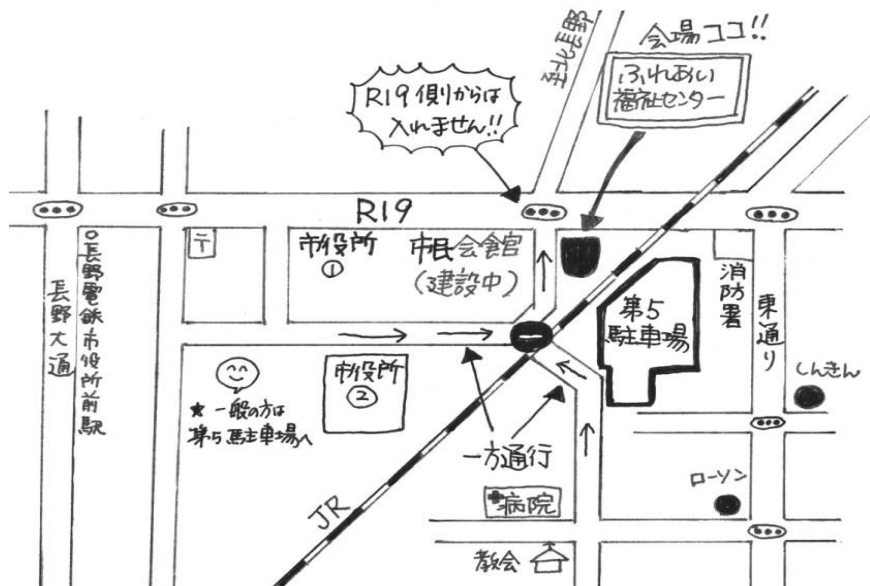 会場ココ!!
ふれあい
福祉センター
至北長野
R19側からは
入れません!!
R19
〒
市役所
①
市民会館
(建設中)
消防署
東通り
第5
駐車場
長野電鉄市役所前駅
長野大通
市役所
②
★一般の方は
第5駐車場へ
しんきん
一方通行
ローソン
病院
JR
教会